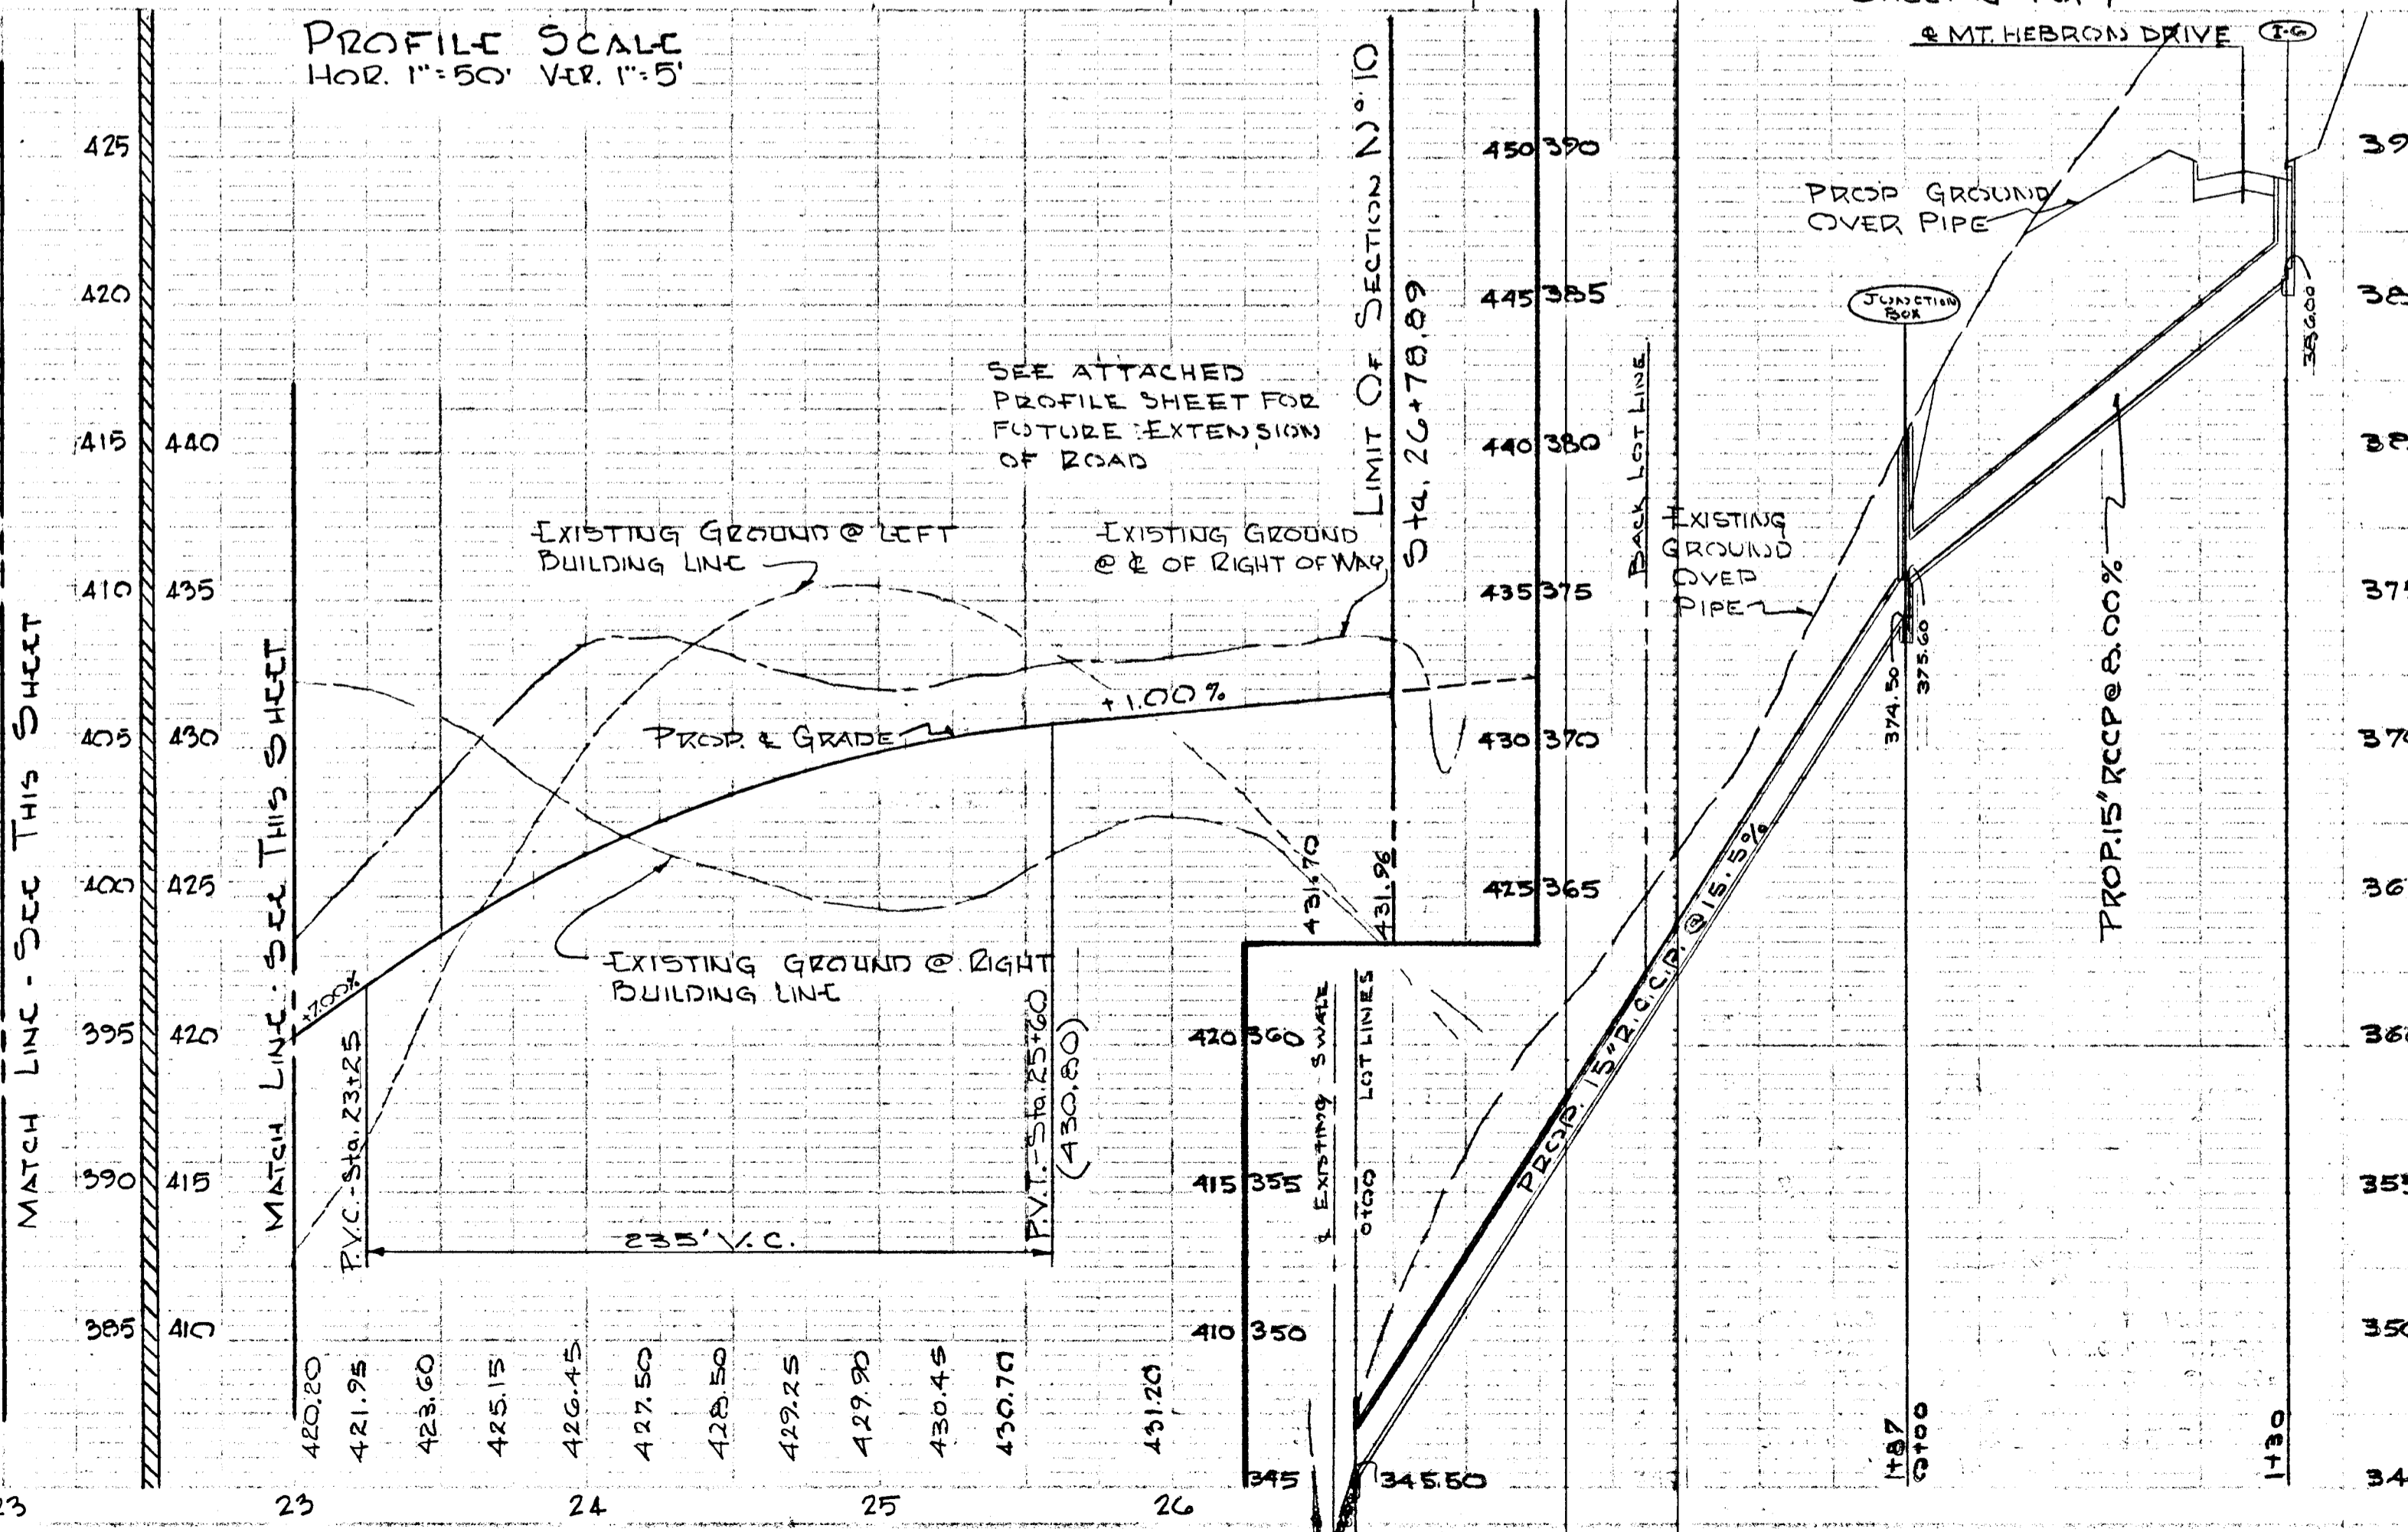 PROFILE SCALE
HOR. 1"=50' VER. 1"=5'
MATCH LINE - SEE THIS SHEET
425
420
415
410
405
400
395
390
385
440
435
430
425
420
415
410
MATCH LINE - SEE THIS SHEET
SEE ATTACHED
PROFILE SHEET FOR
FUTURE EXTENSION
OF ROAD
EXISTING GROUND @ LEFT
BUILDING LINE
EXISTING GROUND
@ ℄ OF RIGHT OF WAY
LIMIT OF SECTION No. 10
Sta. 26+78.89
PROP. ℄ GRADE
+1.00%
+7.00%
EXISTING GROUND @ RIGHT
BUILDING LINE
P.V.C.-Sta. 23+25
235' V.C.
P.V.T.-Sta. 25+60
(430.80)
431.70
431.96
420.20
421.95
423.60
425.15
426.45
427.50
428.50
429.25
429.90
430.45
430.70
431.20
23
23
24
25
26
450 390
445 385
440 380
435 375
430 370
425 365
420 360
415 355
410 350
345
℄ EXISTING SWALE
0+00 LOT LINES
345.50
BACK LOT LINE
EXISTING
GROUND
OVER
PIPE
PROP. 15" R.C.C.P. @ 15.5%
℄ MT. HEBRON DRIVE
I-6
PROP GROUND
OVER PIPE
JUNCTION
BOX
386.00
374.50
375.60
PROP. 15" RCCP @ 8.00%
1+87
0+00
1+30
355